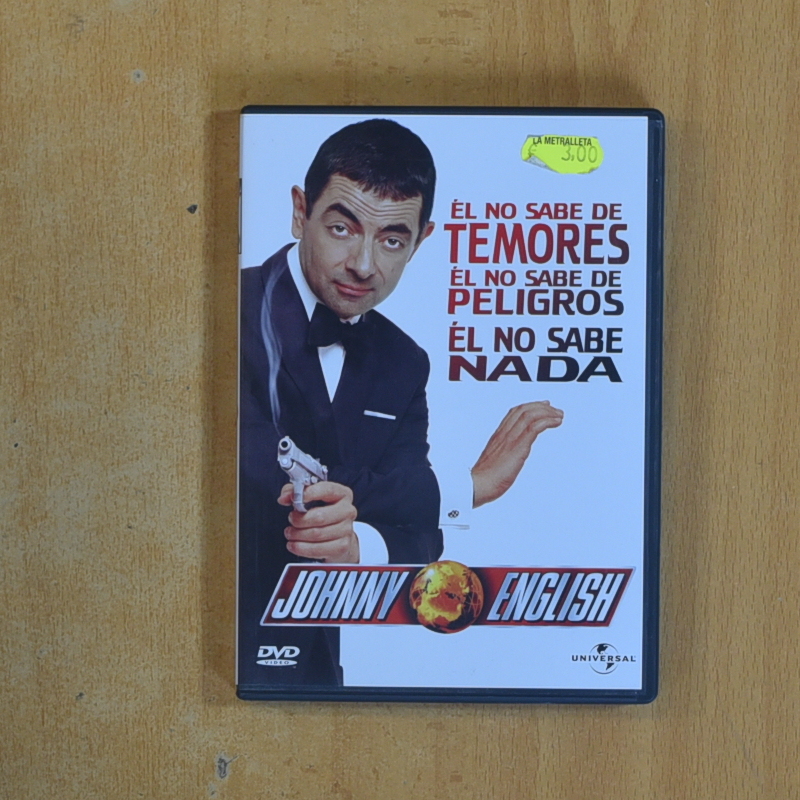 LA METRALLETA
€ 3,00
ÉL NO SABE DE
TEMORES
ÉL NO SABE DE
PELIGROS
ÉL NO SABE
NADA
JOHNNY ENGLISH
DVD
VIDEO
UNIVERSAL